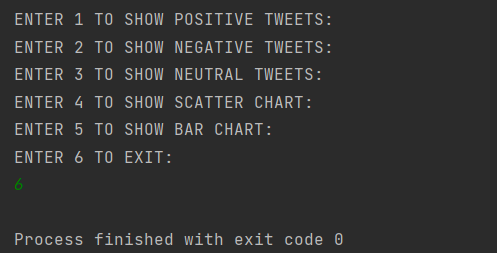 ENTER 1 TO SHOW POSITIVE TWEETS:
ENTER 2 TO SHOW NEGATIVE TWEETS:
ENTER 3 TO SHOW NEUTRAL TWEETS:
ENTER 4 TO SHOW SCATTER CHART:
ENTER 5 TO SHOW BAR CHART:
ENTER 6 TO EXIT:
6
Process finished with exit code 0